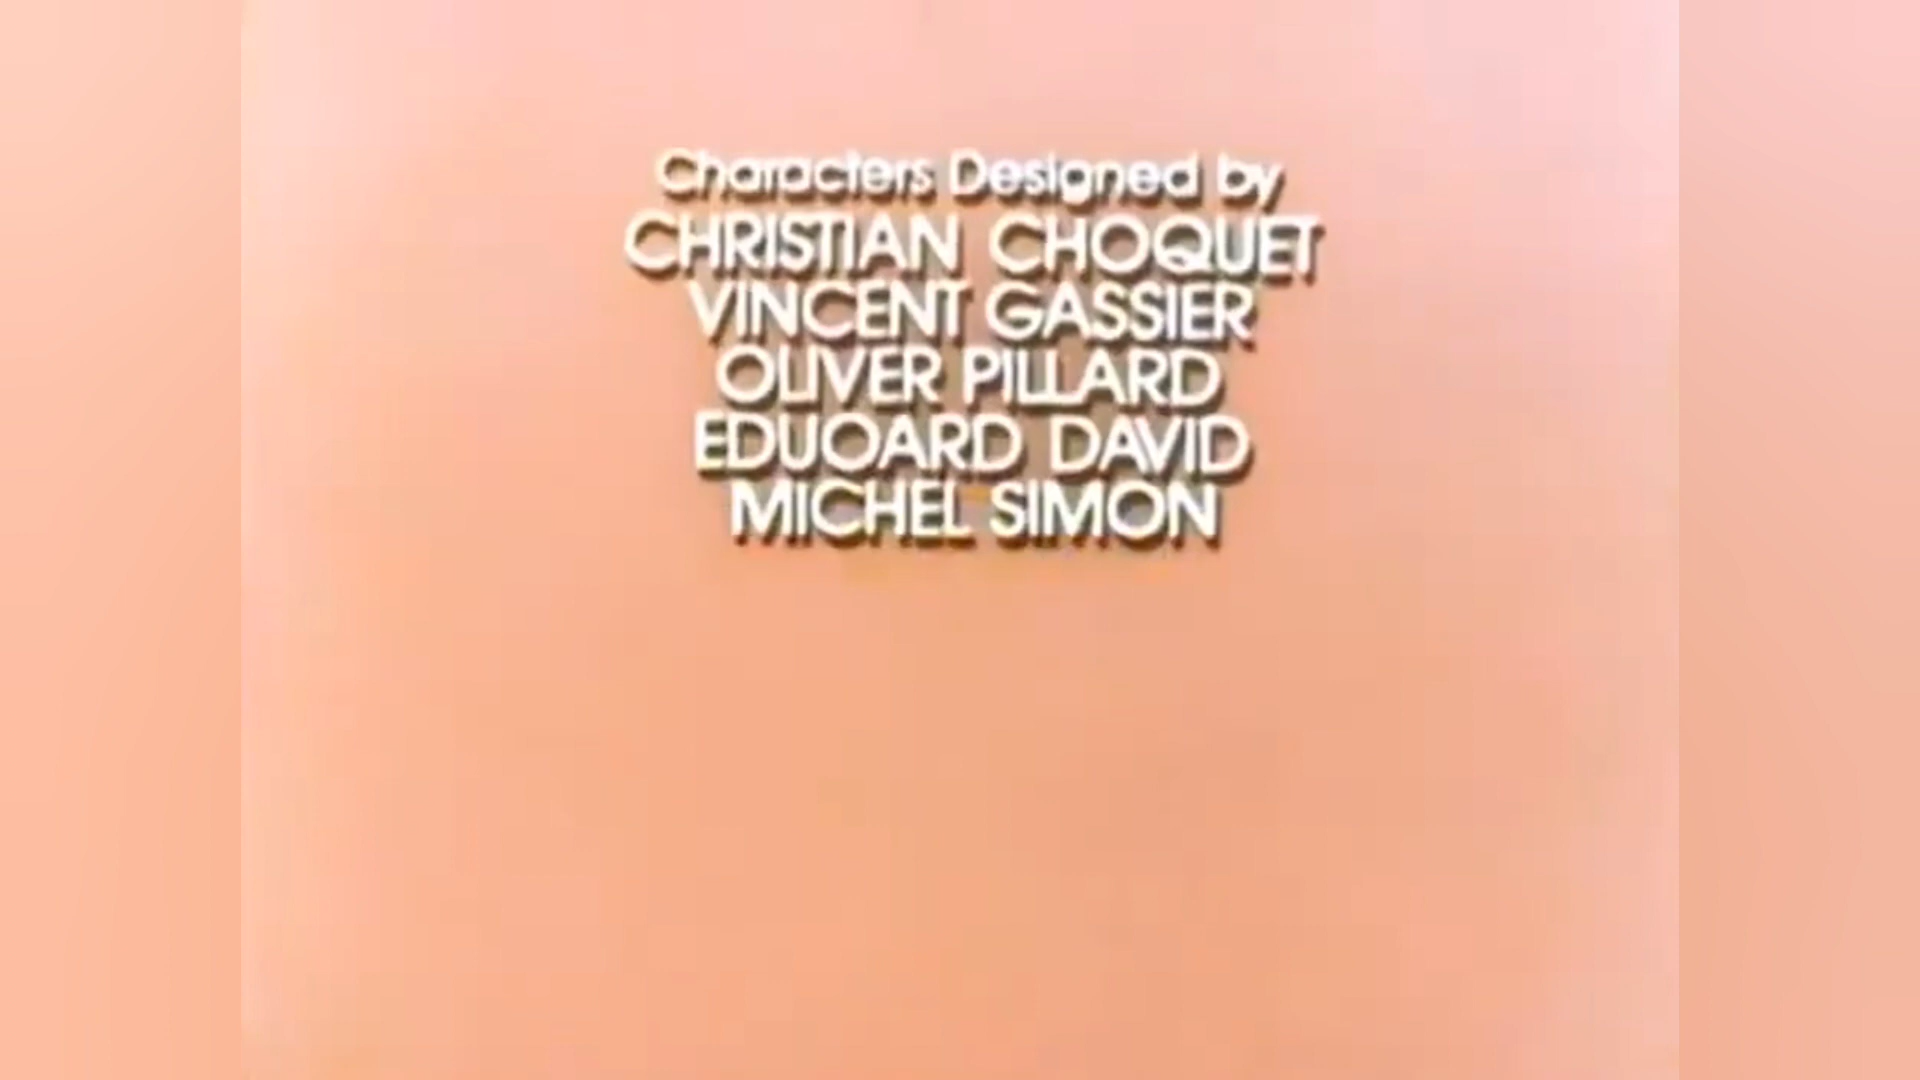 Characters Designed by
CHRISTIAN CHOQUET
VINCENT GASSIER
OLIVER PILLARD
EDUOARD DAVID
MICHEL SIMON